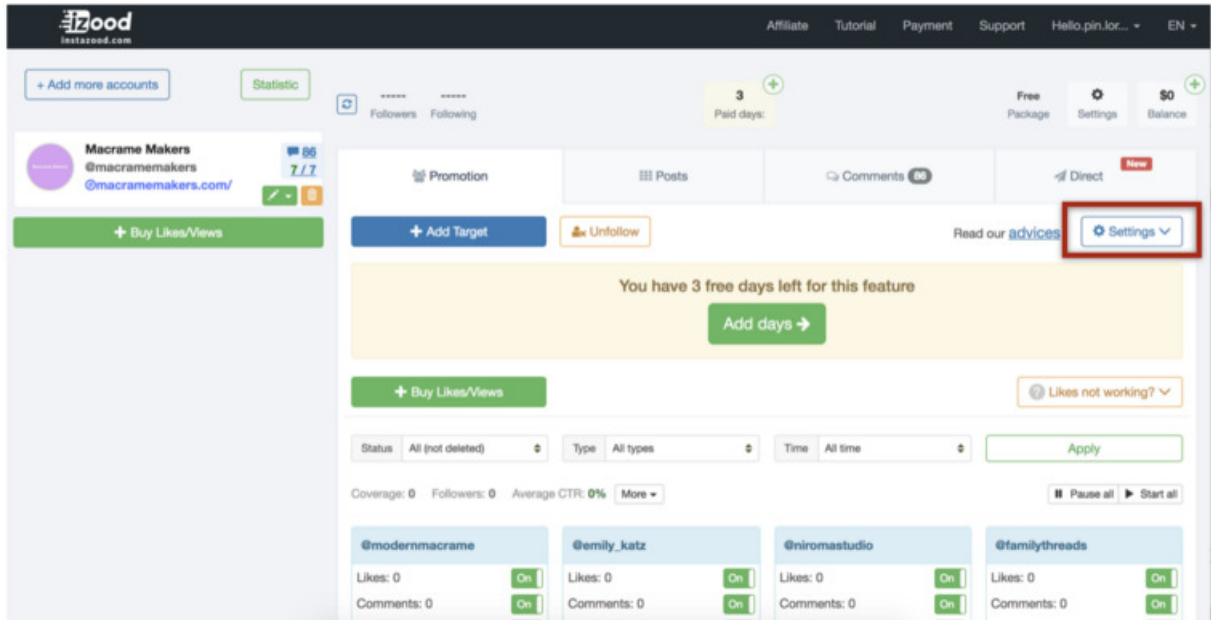 izood
instazood.com
Affiliate Tutorial Payment Support Hello.pin.lor... EN
+ Add more accounts Statistic
----- -----
Followers Following
3
Paid days:
Free
Package
Settings
$0
Balance
Macrame Makers 86
@macramemakers 7 / 7
@macramemakers.com/
+ Buy Likes/Views
Promotion Posts Comments 86 Direct New
+ Add Target Unfollow Read our advices Settings
You have 3 free days left for this feature
Add days →
+ Buy Likes/Views ? Likes not working?
Status All (not deleted) Type All types Time All time Apply
Coverage: 0 Followers: 0 Average CTR: 0% More Pause all Start all
@modernmacrame @emily_katz @niromastudio @familythreads
Likes: 0 On Likes: 0 On Likes: 0 On Likes: 0 On
Comments: 0 On Comments: 0 On Comments: 0 On Comments: 0 On